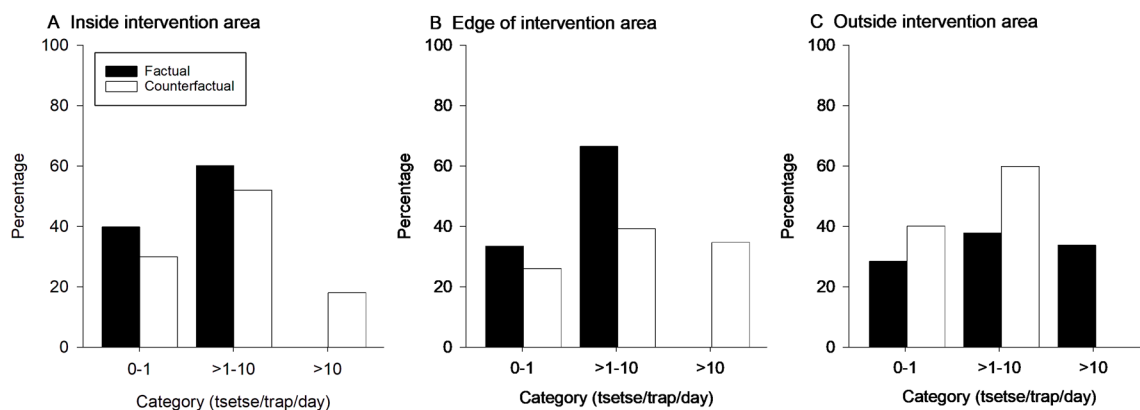 A Inside intervention area
100
80
60
40
20
0
Percentage
Factual
Counterfactual
0-1
>1-10
>10
Category (tsetse/trap/day)
B Edge of intervention area
100
80
60
40
20
0
Percentage
0-1
>1-10
>10
Category (tsetse/trap/day)
C Outside intervention area
100
80
60
40
20
0
Percentage
0-1
>1-10
>10
Category (tsetse/trap/day)